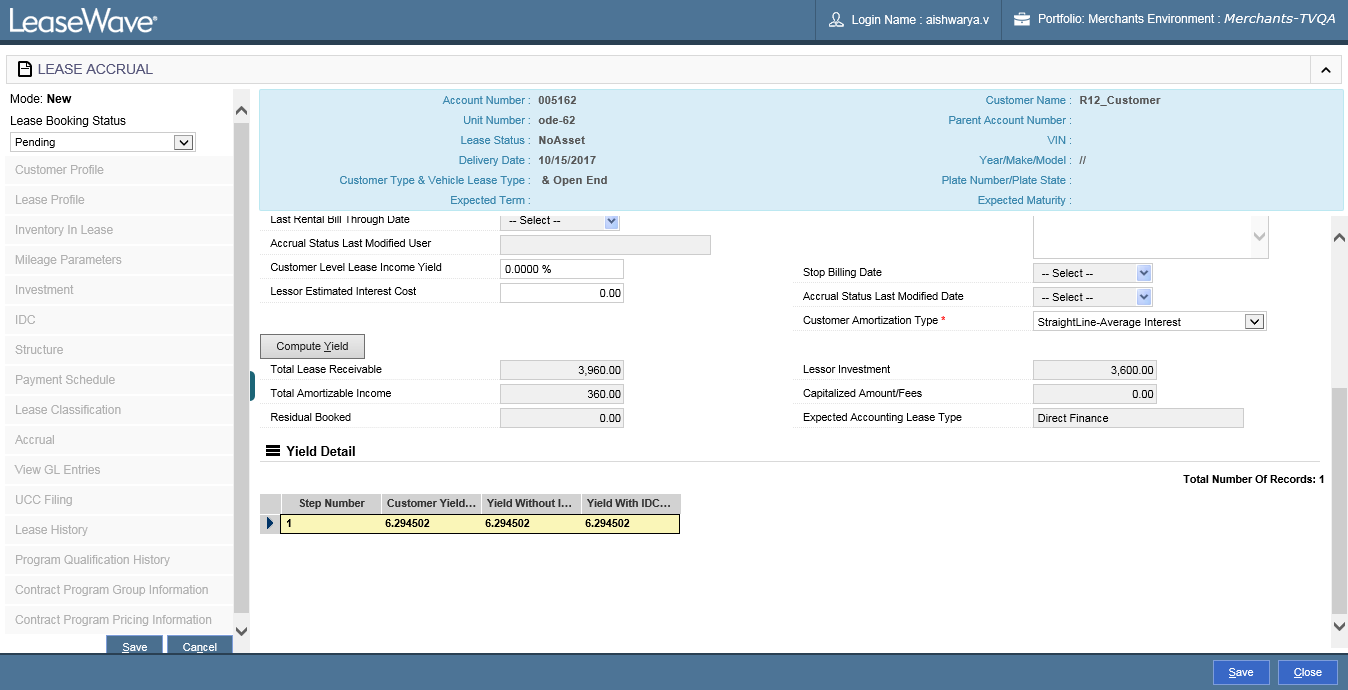 LeaseWave®
Login Name : aishwarya.v
Portfolio: Merchants Environment : Merchants-TVQA
LEASE ACCRUAL
Mode: New
Lease Booking Status
Pending
Customer Profile
Lease Profile
Inventory In Lease
Mileage Parameters
Investment
IDC
Structure
Payment Schedule
Lease Classification
Accrual
View GL Entries
UCC Filing
Lease History
Program Qualification History
Contract Program Group Information
Contract Program Pricing Information
Save Cancel
Account Number : 005162 Customer Name : R12_Customer
Unit Number : ode-62 Parent Account Number :
Lease Status : NoAsset VIN :
Delivery Date : 10/15/2017 Year/Make/Model : //
Customer Type & Vehicle Lease Type : & Open End Plate Number/Plate State :
Expected Term : Expected Maturity :
Last Rental Bill Through Date -- Select --
Accrual Status Last Modified User
Customer Level Lease Income Yield 0.0000 %
Stop Billing Date -- Select --
Lessor Estimated Interest Cost 0.00
Accrual Status Last Modified Date -- Select --
Customer Amortization Type * StraightLine-Average Interest
Compute Yield
Total Lease Receivable 3,960.00 Lessor Investment 3,600.00
Total Amortizable Income 360.00 Capitalized Amount/Fees 0.00
Residual Booked 0.00 Expected Accounting Lease Type Direct Finance
Yield Detail
Total Number Of Records: 1
Step Number Customer Yield... Yield Without I... Yield With IDC...
1 6.294502 6.294502 6.294502
Save Close